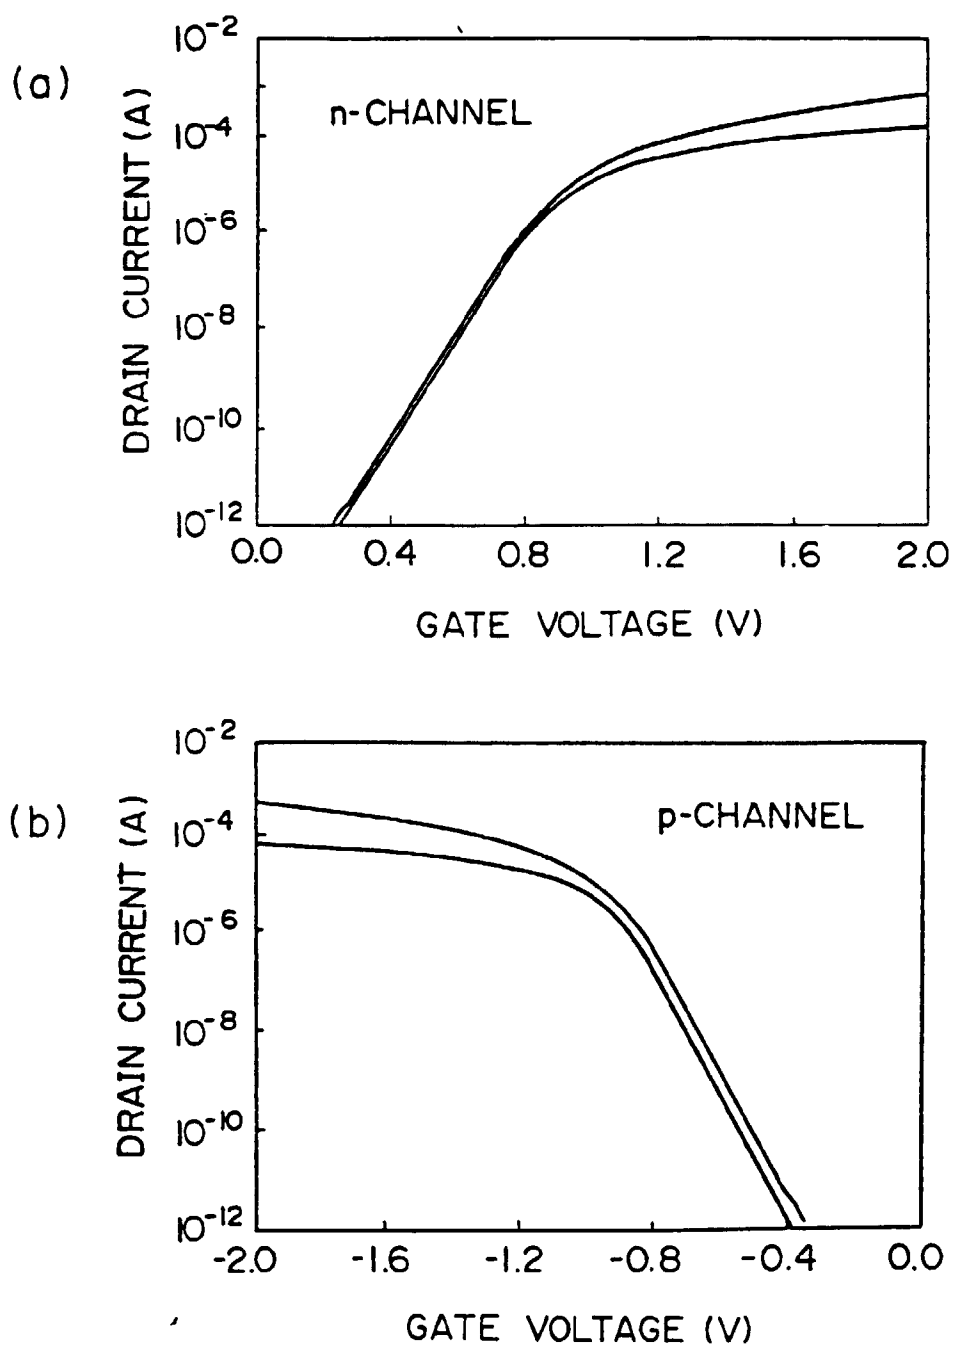 (a)
n-CHANNEL
DRAIN CURRENT (A)
10-2
10-4
10-6
10-8
10-10
10-12
0.0 0.4 0.8 1.2 1.6 2.0
GATE VOLTAGE (V)
(b)
p-CHANNEL
DRAIN CURRENT (A)
10-2
10-4
10-6
10-8
10-10
10-12
-2.0 -1.6 -1.2 -0.8 -0.4 0.0
GATE VOLTAGE (V)